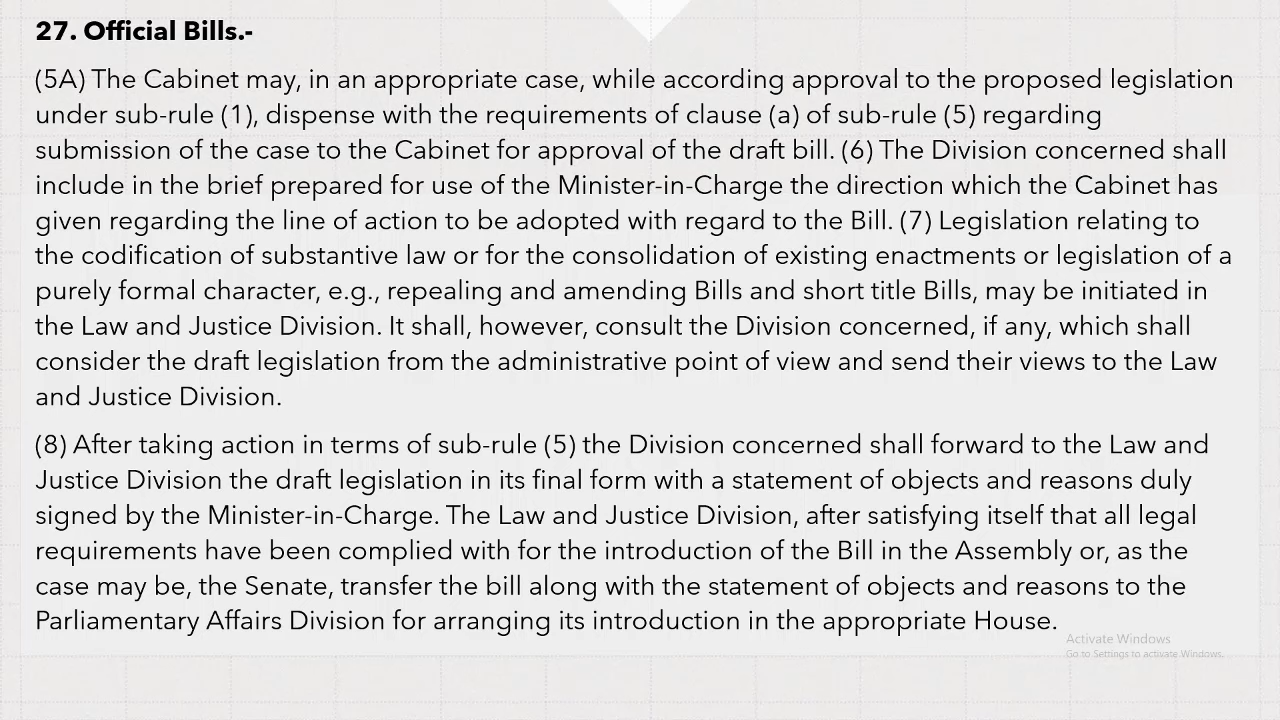 27. Official Bills.-
(5A) The Cabinet may, in an appropriate case, while according approval to the proposed legislation
under sub-rule (1), dispense with the requirements of clause (a) of sub-rule (5) regarding
submission of the case to the Cabinet for approval of the draft bill. (6) The Division concerned shall
include in the brief prepared for use of the Minister-in-Charge the direction which the Cabinet has
given regarding the line of action to be adopted with regard to the Bill. (7) Legislation relating to
the codification of substantive law or for the consolidation of existing enactments or legislation of a
purely formal character, e.g., repealing and amending Bills and short title Bills, may be initiated in
the Law and Justice Division. It shall, however, consult the Division concerned, if any, which shall
consider the draft legislation from the administrative point of view and send their views to the Law
and Justice Division.
(8) After taking action in terms of sub-rule (5) the Division concerned shall forward to the Law and
Justice Division the draft legislation in its final form with a statement of objects and reasons duly
signed by the Minister-in-Charge. The Law and Justice Division, after satisfying itself that all legal
requirements have been complied with for the introduction of the Bill in the Assembly or, as the
case may be, the Senate, transfer the bill along with the statement of objects and reasons to the
Parliamentary Affairs Division for arranging its introduction in the appropriate House.
Activate Windows
Go to Settings to activate Windows.